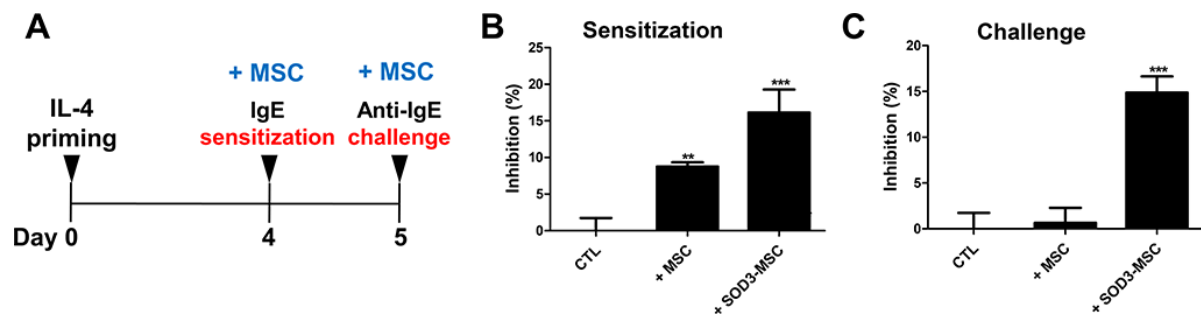 A
+ MSC
+ MSC
IL-4
priming
IgE
sensitization
Anti-IgE
challenge
Day 0
4
5
B
Sensitization
Inhibition (%)
25
20
15
10
5
0
**
***
CTL
+ MSC
+ SOD3-MSC
C
Challenge
Inhibition (%)
20
15
10
5
0
***
CTL
+ MSC
+ SOD3-MSC